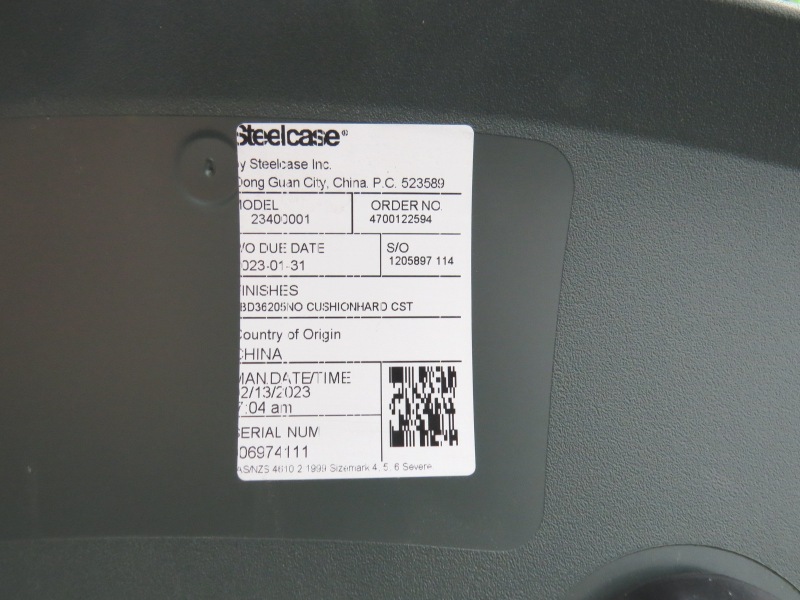 Steelcase®
by Steelcase Inc.
Dong Guan City, China. P.C. 523589
MODEL
23400001
ORDER NO.
4700122594
/O DUE DATE
023-01-31
S/O
1205897 114
FINISHES
BD36205NO CUSHIONHARD CST
Country of Origin
CHINA
MAN.DATE/TIME
2/13/2023
7:04 am
SERIAL NUM
06974111
AS/NZS 4610.2 1999 Sizemark 4, 5, 6 Severe